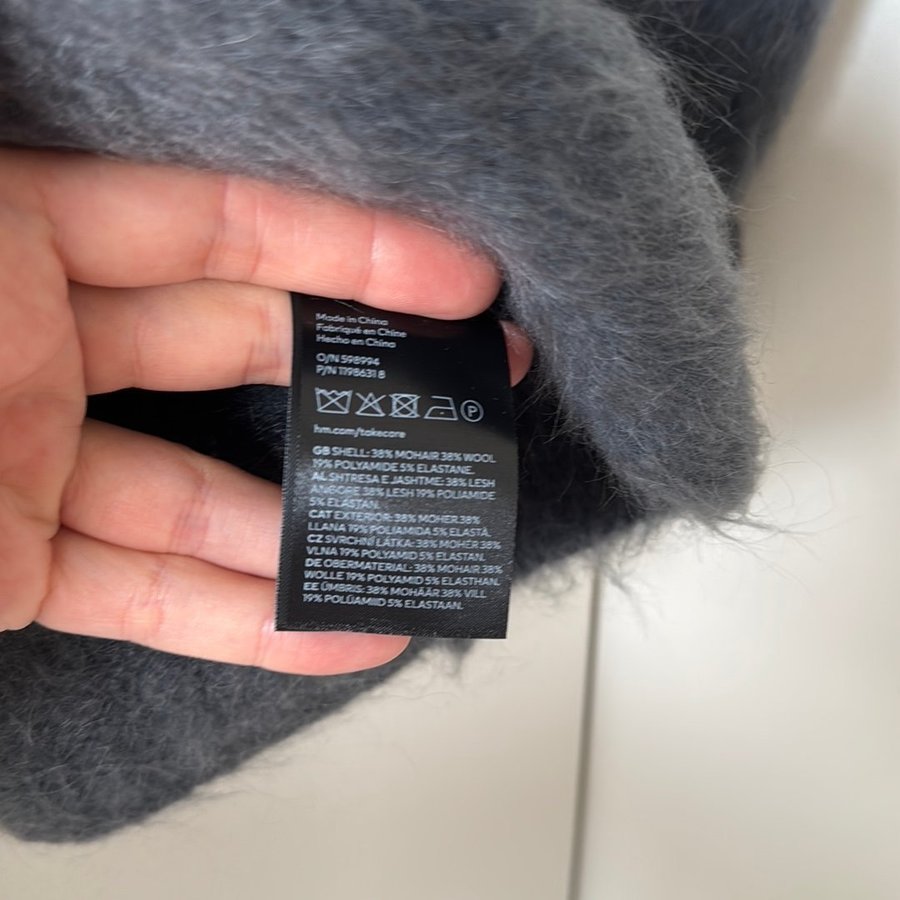 Made in China
Fabriqué en Chine
Hecho en China
O/N 598994
P/N 1198631 8
P
hm.com/takecare
GB SHELL: 38% MOHAIR 38% WOOL
19% POLYAMIDE 5% ELASTANE.
AL SHTRESA E JASHTME: 38% LESH
ANGORE 38% LESH 19% POLIAMIDE
5% ELASTAN.
CAT EXTERIOR: 38% MOHER 38%
LLANA 19% POLIAMIDA 5% ELASTÀ.
CZ SVRCHNÍ LÁTKA: 38% MOHER 38%
VLNA 19% POLYAMID 5% ELASTAN.
DE OBERMATERIAL: 38% MOHAIR 38%
WOLLE 19% POLYAMID 5% ELASTHAN.
EE ÜMBRIS: 38% MOHÄÄR 38% VILL
19% POLÜAMIID 5% ELASTAAN.